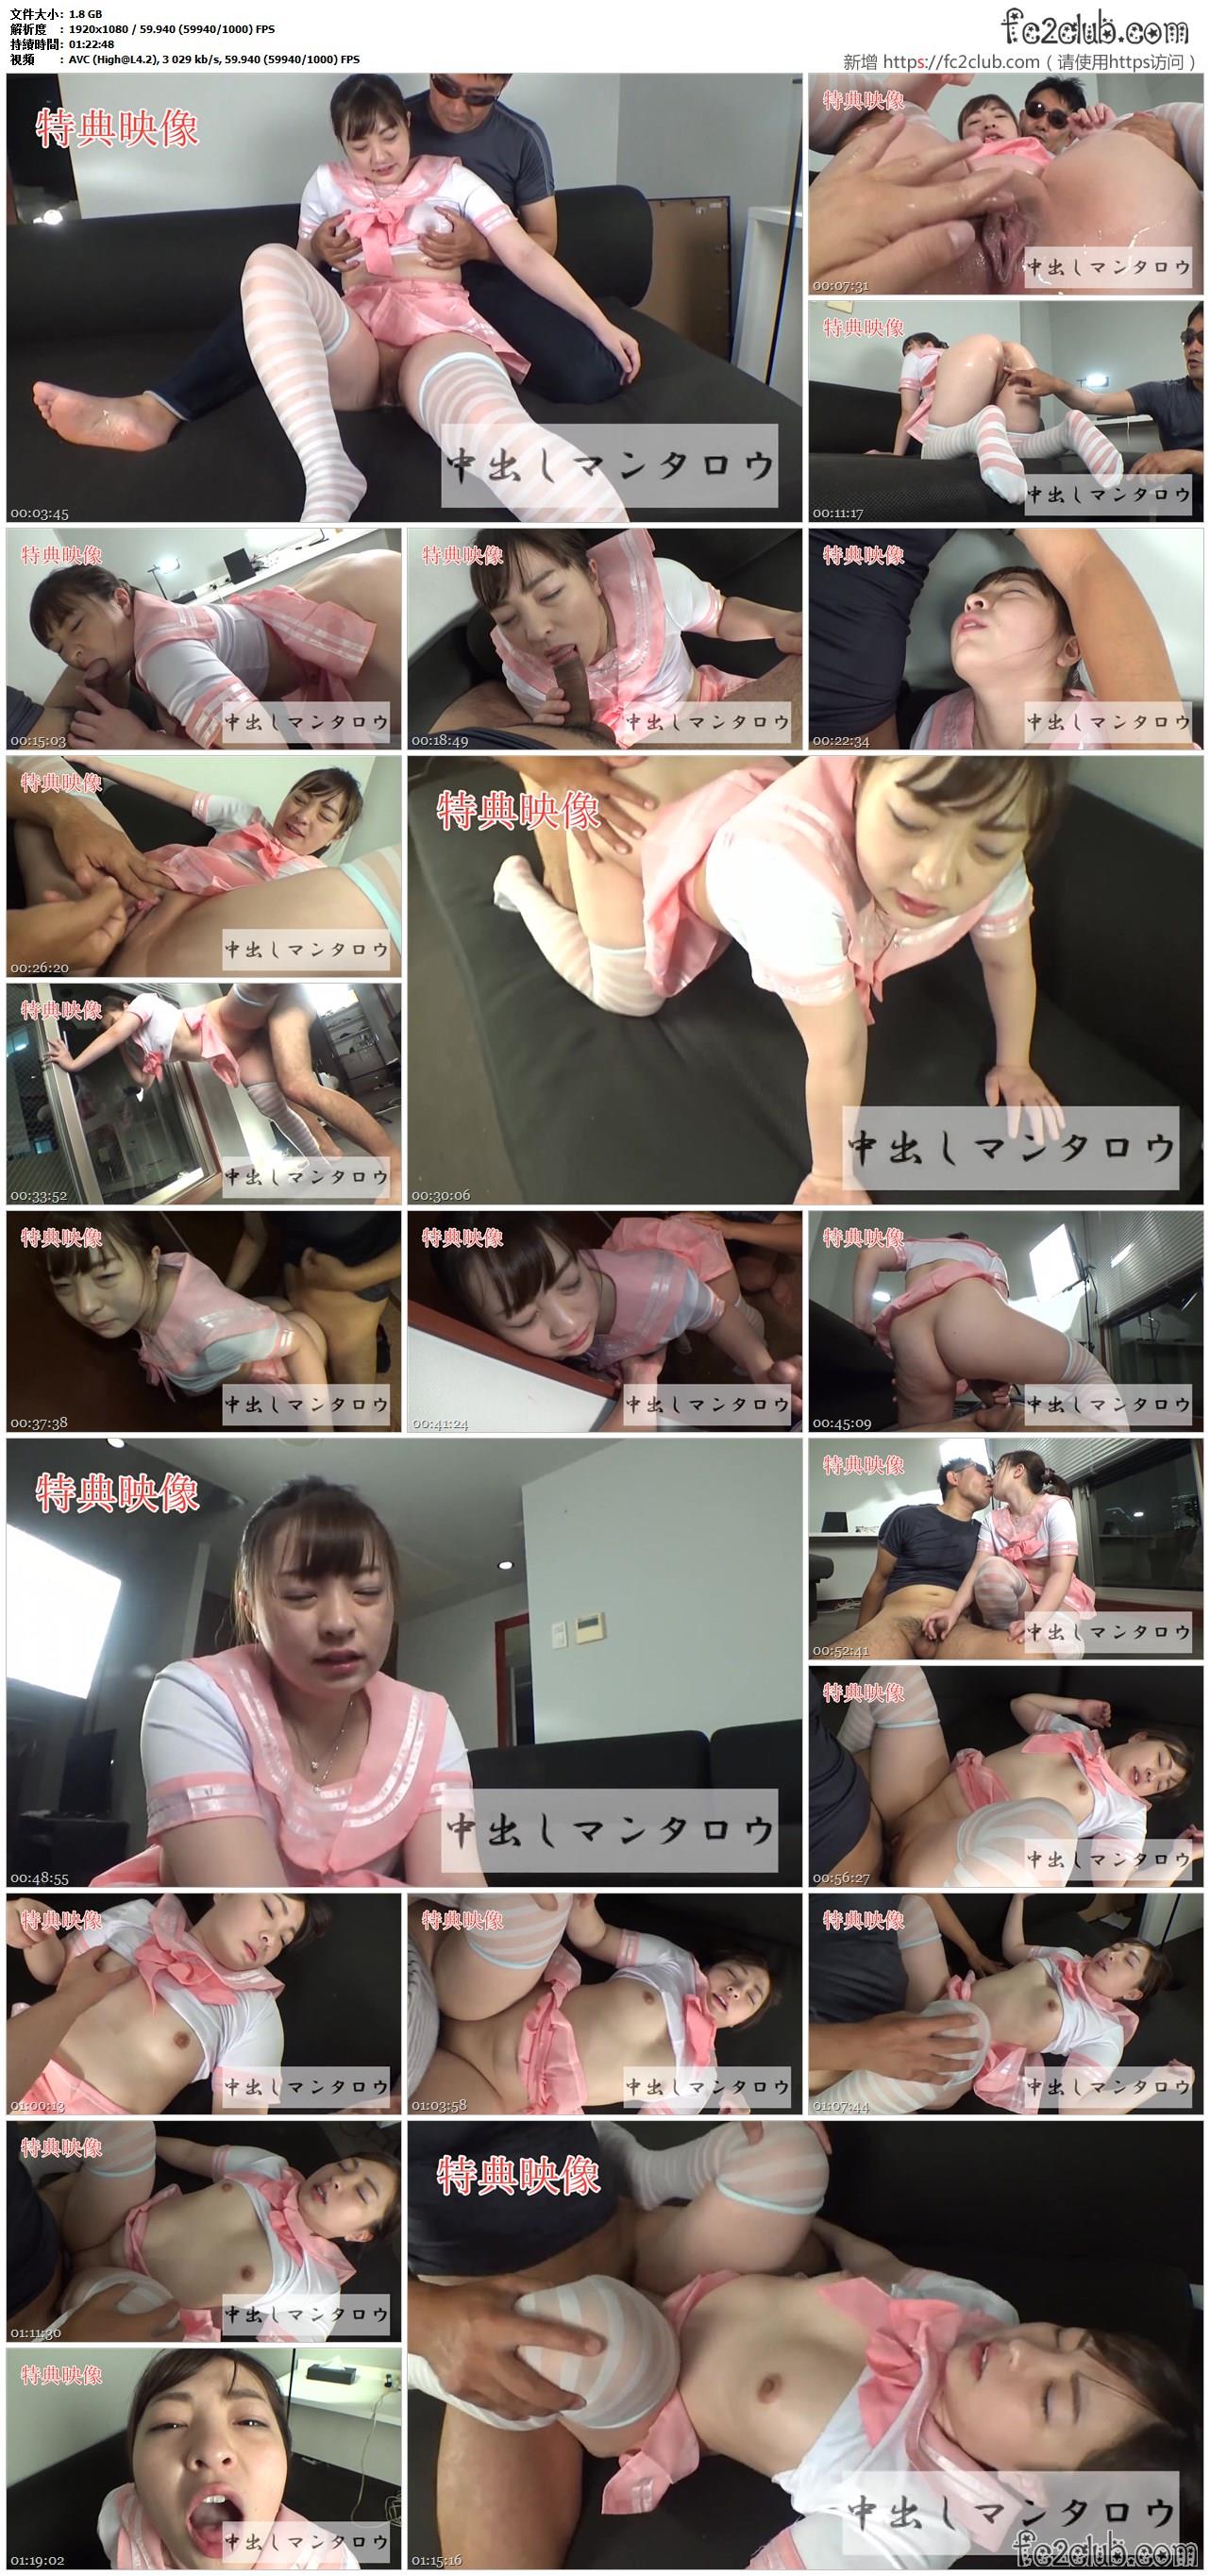 文件大小: 1.8 GB
解析度 : 1920x1080 / 59.940 (59940/1000) FPS
持續時間: 01:22:48
視頻 : AVC (High@L4.2), 3 029 kb/s, 59.940 (59940/1000) FPS
fc2club.com
新增 https://fc2club.com ( 请使用https访问 )
特典映像
中出しマンタロウ
00:03:45
特典映像
中出しマンタロウ
00:07:31
特典映像
中出しマンタロウ
00:11:17
特典映像
中出しマンタロウ
00:15:03
特典映像
中出しマンタロウ
00:18:49
特典映像
中出しマンタロウ
00:22:34
特典映像
中出しマンタロウ
00:26:20
特典映像
中出しマンタロウ
00:30:06
特典映像
中出しマンタロウ
00:33:52
特典映像
中出しマンタロウ
00:37:38
特典映像
中出しマンタロウ
00:41:24
特典映像
中出しマンタロウ
00:45:09
特典映像
中出しマンタロウ
00:48:55
特典映像
中出しマンタロウ
00:52:41
特典映像
中出しマンタロウ
00:56:27
特典映像
中出しマンタロウ
01:00:13
特典映像
中出しマンタロウ
01:03:58
特典映像
中出しマンタロウ
01:07:44
特典映像
中出しマンタロウ
01:11:30
特典映像
中出しマンタロウ
01:15:16
特典映像
中出しマンタロウ
01:19:02
fc2club.com